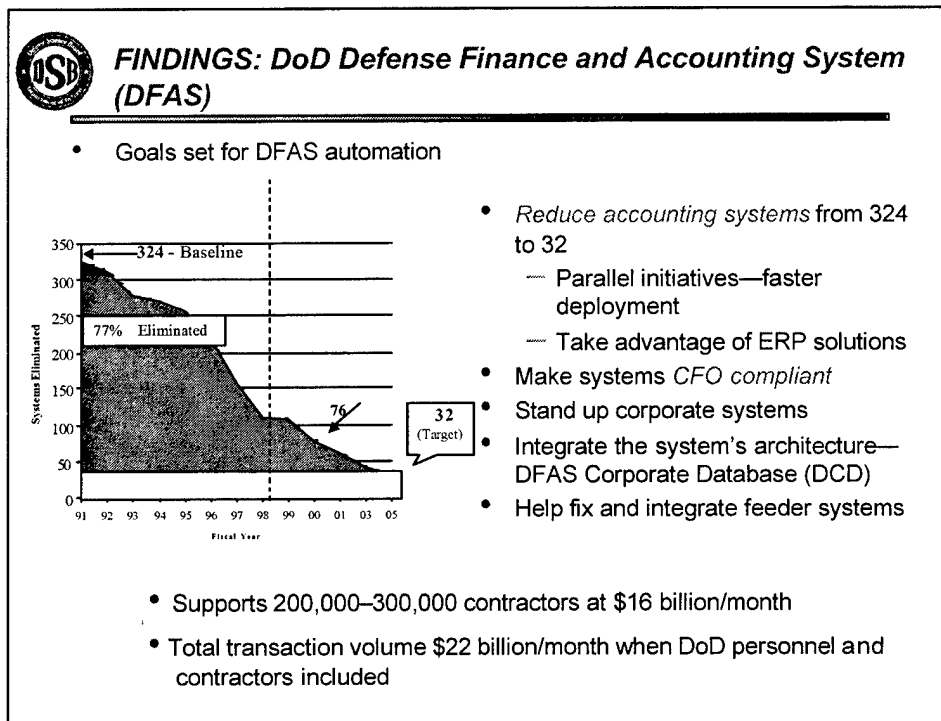 DSB
FINDINGS: DoD Defense Finance and Accounting System
(DFAS)
• Goals set for DFAS automation
350
300
250
200
150
100
50
0
Systems Eliminated
324 - Baseline
77% Eliminated
76
32
(Target)
91 92 93 94 95 96 97 98 99 00 01 03 05
Fiscal Year
• Reduce accounting systems from 324
to 32
— Parallel initiatives—faster
deployment
— Take advantage of ERP solutions
• Make systems CFO compliant
• Stand up corporate systems
• Integrate the system's architecture—
DFAS Corporate Database (DCD)
• Help fix and integrate feeder systems
• Supports 200,000–300,000 contractors at $16 billion/month
• Total transaction volume $22 billion/month when DoD personnel and
contractors included